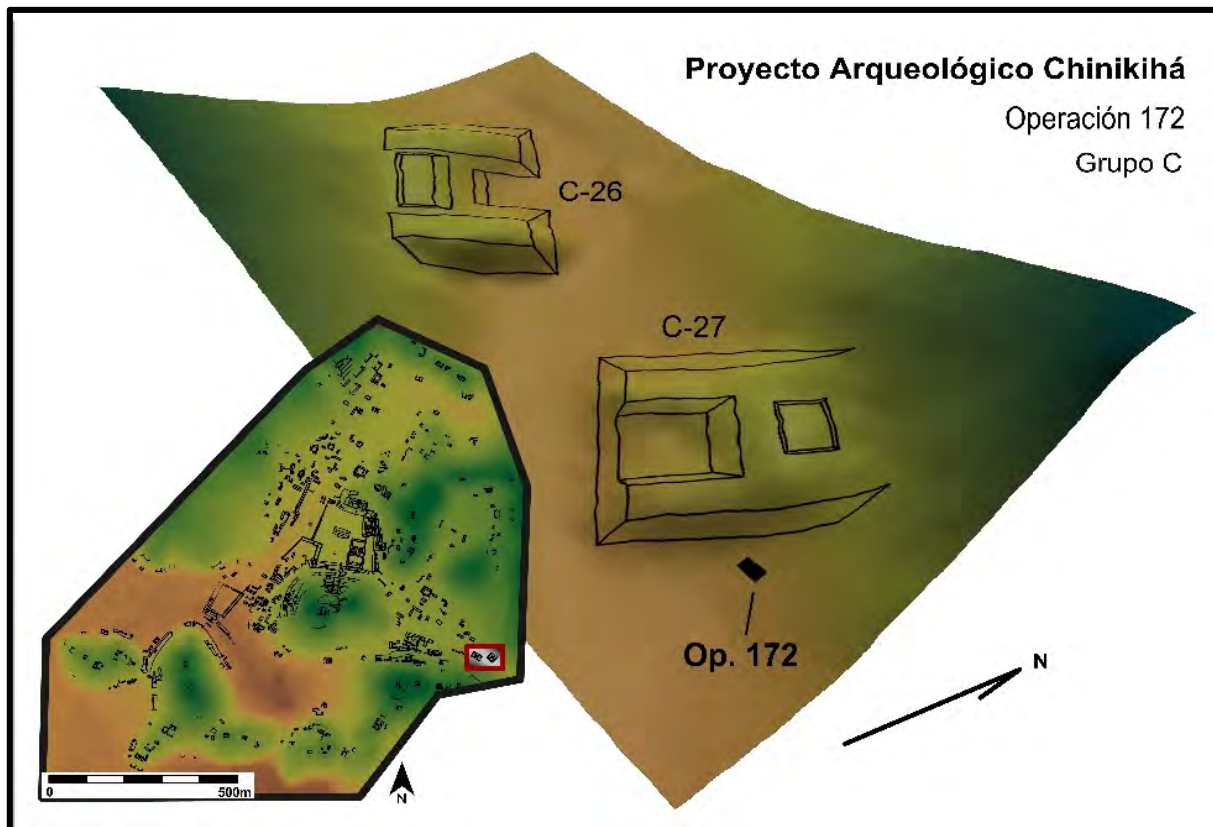 Proyecto Arqueológico Chinikihá
Operación 172
Grupo C
C-26
C-27
Op. 172
N
0 500m
N